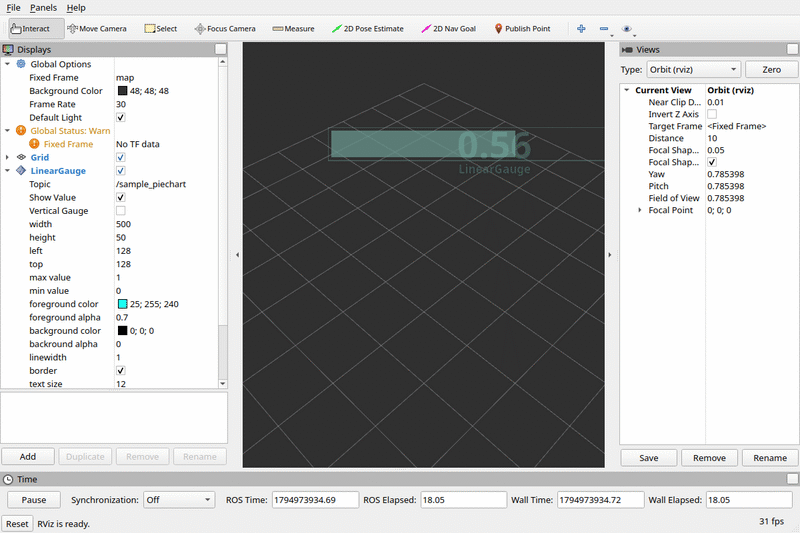 File Panels Help
Interact Move Camera Select Focus Camera Measure 2D Pose Estimate 2D Nav Goal Publish Point
Displays
Global Options
Fixed Frame map
Background Color 48; 48; 48
Frame Rate 30
Default Light
Global Status: Warn
Fixed Frame No TF data
Grid
LinearGauge
Topic /sample_piechart
Show Value
Vertical Gauge
width 500
height 50
left 128
top 128
max value 1
min value 0
foreground color 25; 255; 240
foreground alpha 0.7
background color 0; 0; 0
backround alpha 0
linewidth 1
border
text size 12
Add Duplicate Remove Rename
0.56
LinearGauge
Views
Type: Orbit (rviz) Zero
Current View Orbit (rviz)
Near Clip D... 0.01
Invert Z Axis
Target Frame <Fixed Frame>
Distance 10
Focal Shap... 0.05
Focal Shap...
Yaw 0.785398
Pitch 0.785398
Field of View 0.785398
Focal Point 0; 0; 0
Save Remove Rename
Time
Pause Synchronization: Off ROS Time: 1794973934.69 ROS Elapsed: 18.05 Wall Time: 1794973934.72 Wall Elapsed: 18.05
Reset RViz is ready. 31 fps